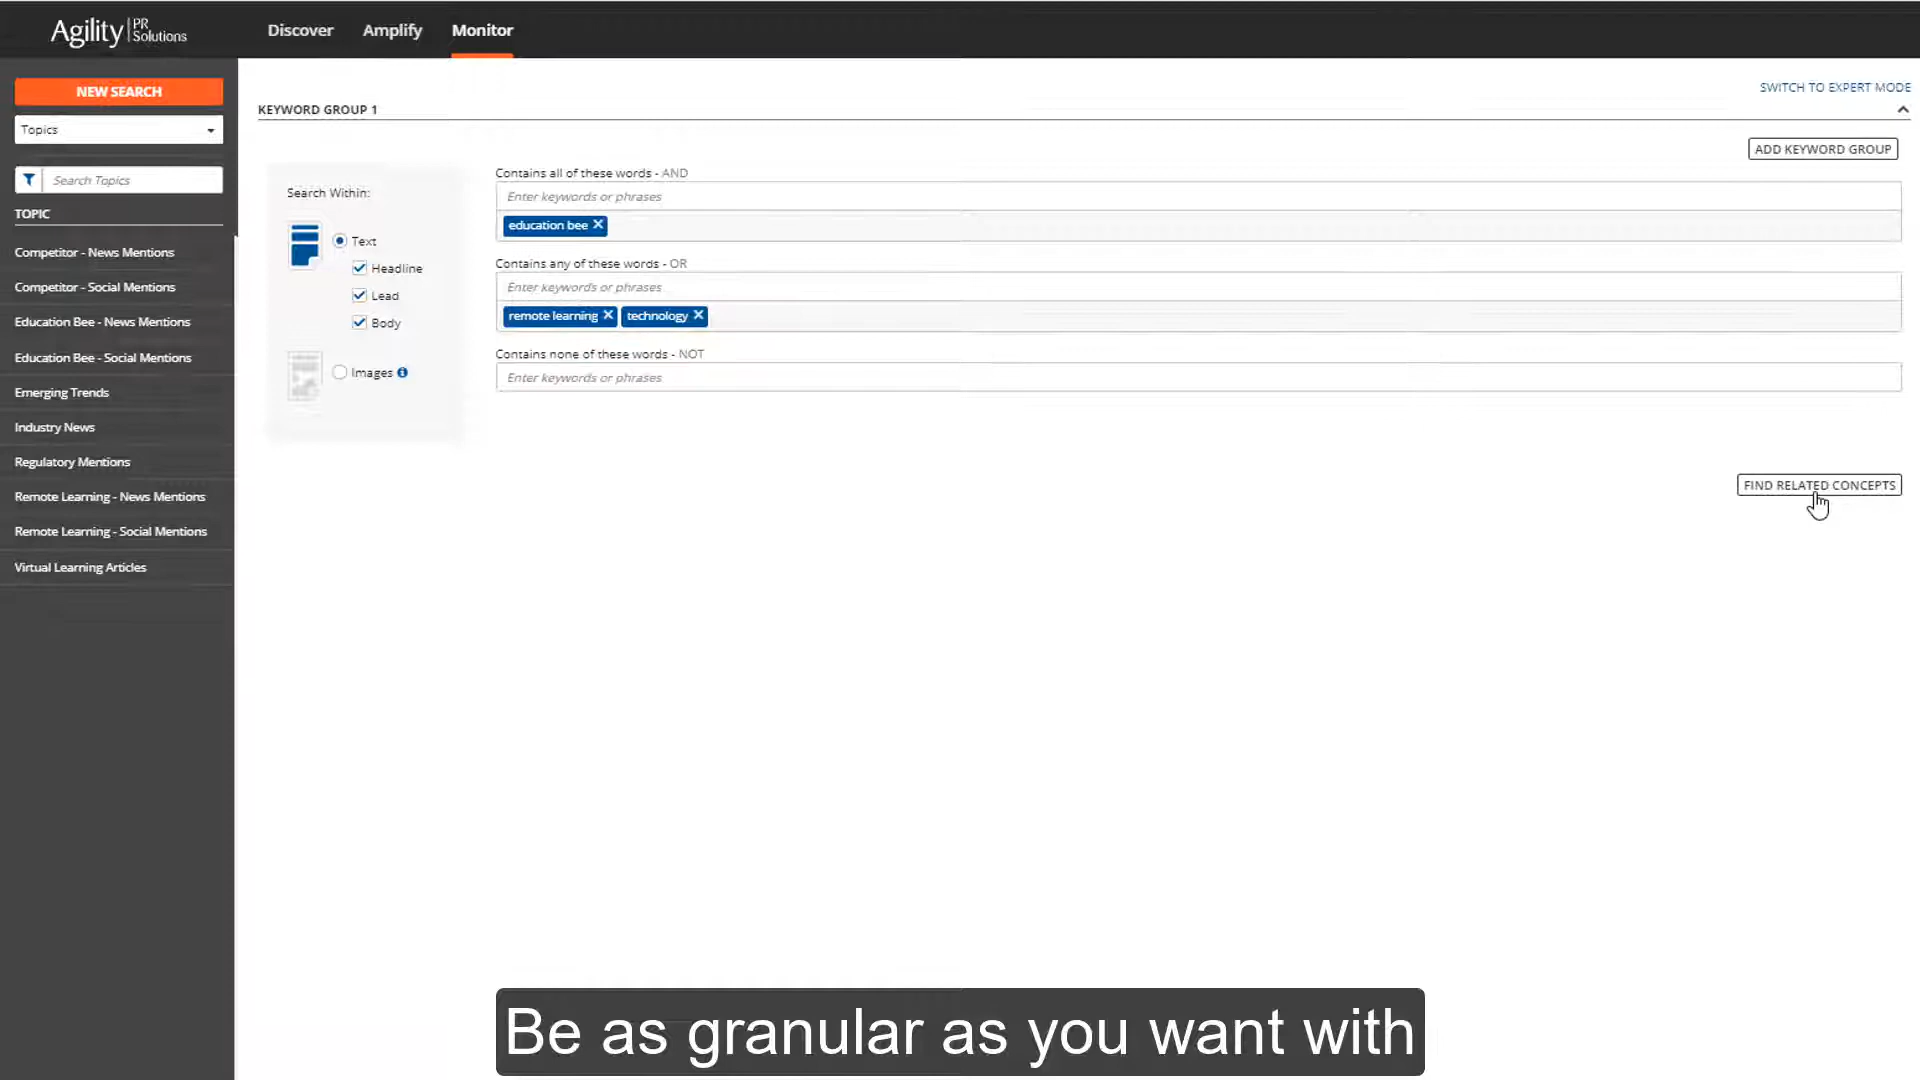 Agility PR Solutions
Discover Amplify Monitor
NEW SEARCH
Topics
Search Topics
TOPIC
Competitor - News Mentions
Competitor - Social Mentions
Education Bee - News Mentions
Education Bee - Social Mentions
Emerging Trends
Industry News
Regulatory Mentions
Remote Learning - News Mentions
Remote Learning - Social Mentions
Virtual Learning Articles
SWITCH TO EXPERT MODE
KEYWORD GROUP 1
ADD KEYWORD GROUP
Search Within:
Text
Headline
Lead
Body
Images
Contains all of these words - AND
Enter keywords or phrases
education bee
Contains any of these words - OR
Enter keywords or phrases
remote learning technology
Contains none of these words - NOT
Enter keywords or phrases
FIND RELATED CONCEPTS
Be as granular as you want with